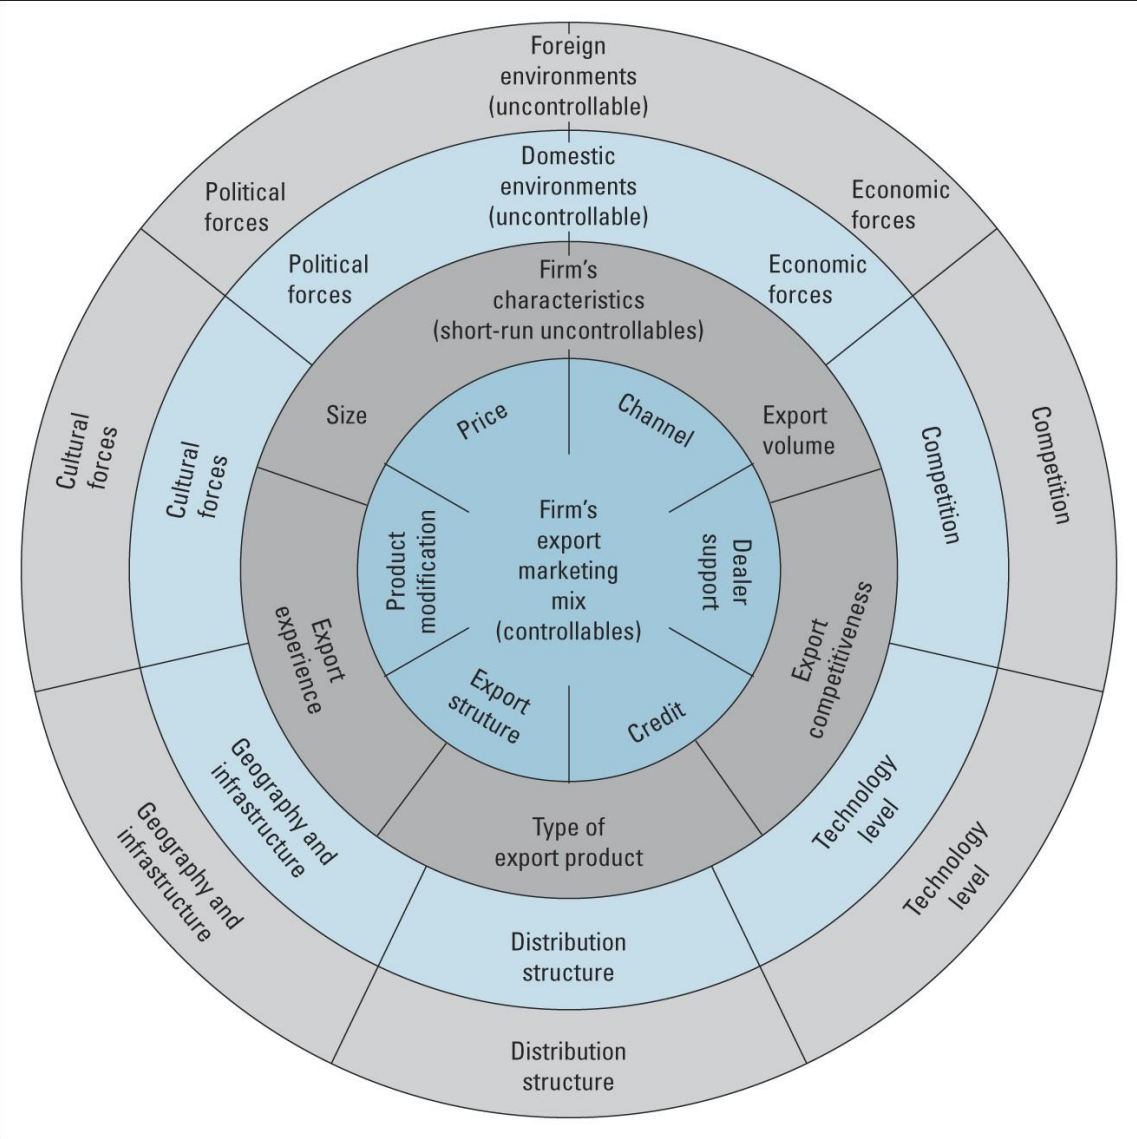 Foreign
environments
(uncontrollable)
Political
forces
Economic
forces
Cultural
forces
Competition
Geography and
infrastructure
Technology
level
Distribution
structure
Domestic
environments
(uncontrollable)
Political
forces
Economic
forces
Cultural
forces
Competition
Geography and
infrastructure
Technology
level
Distribution
structure
Firm's
characteristics
(short-run uncontrollables)
Size
Export
volume
Export
experience
Export
competitiveness
Type of
export product
Price
Channel
Product
modification
Dealer
support
Export
struture
Credit
Firm's
export
marketing
mix
(controllables)